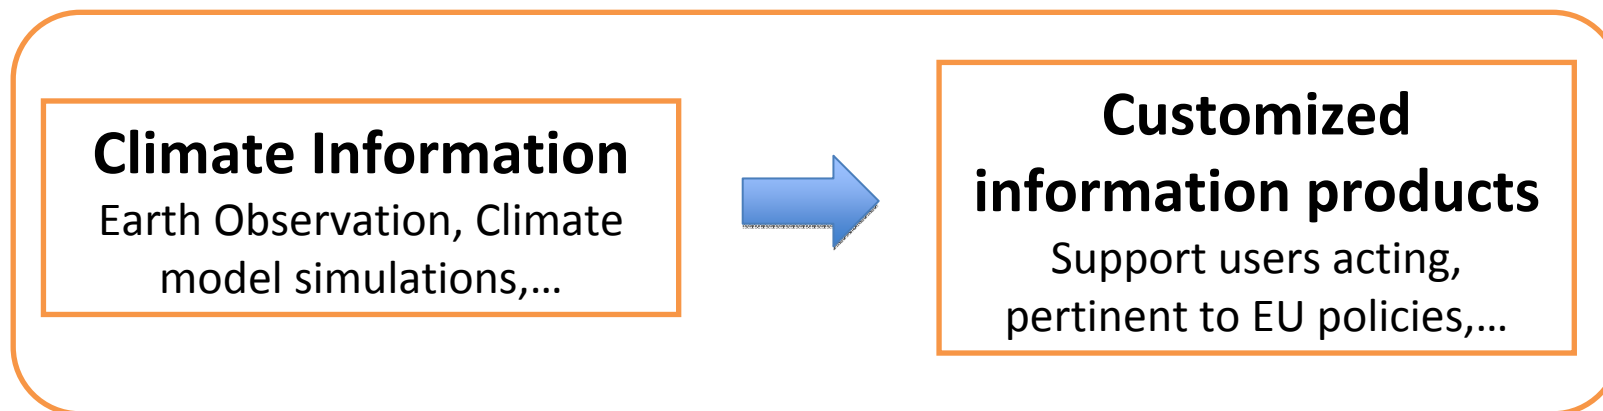 Climate Information
Earth Observation, Climate
model simulations,…
Customized
information products
Support users acting,
pertinent to EU policies,…